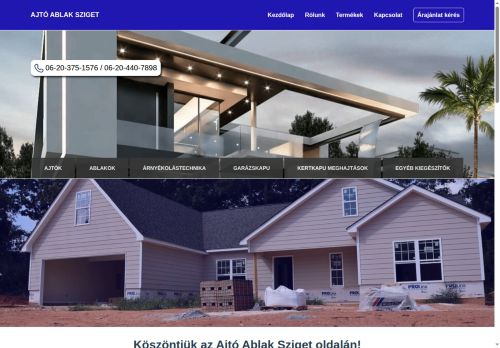 AJTÓ ABLAK SZIGET
Kezdőlap Rólunk Termékek Kapcsolat Árajánlat kérés
06-20-375-1576 / 06-20-440-7898
AJTÓK ABLAKOK ÁRNYÉKOLÁSTECHNIKA GARÁZSKAPU KERTKAPU MEGHAJTÁSOK EGYÉB KIEGÉSZÍTŐK
Köszöntjük az Ajtó Ablak Sziget oldalán!